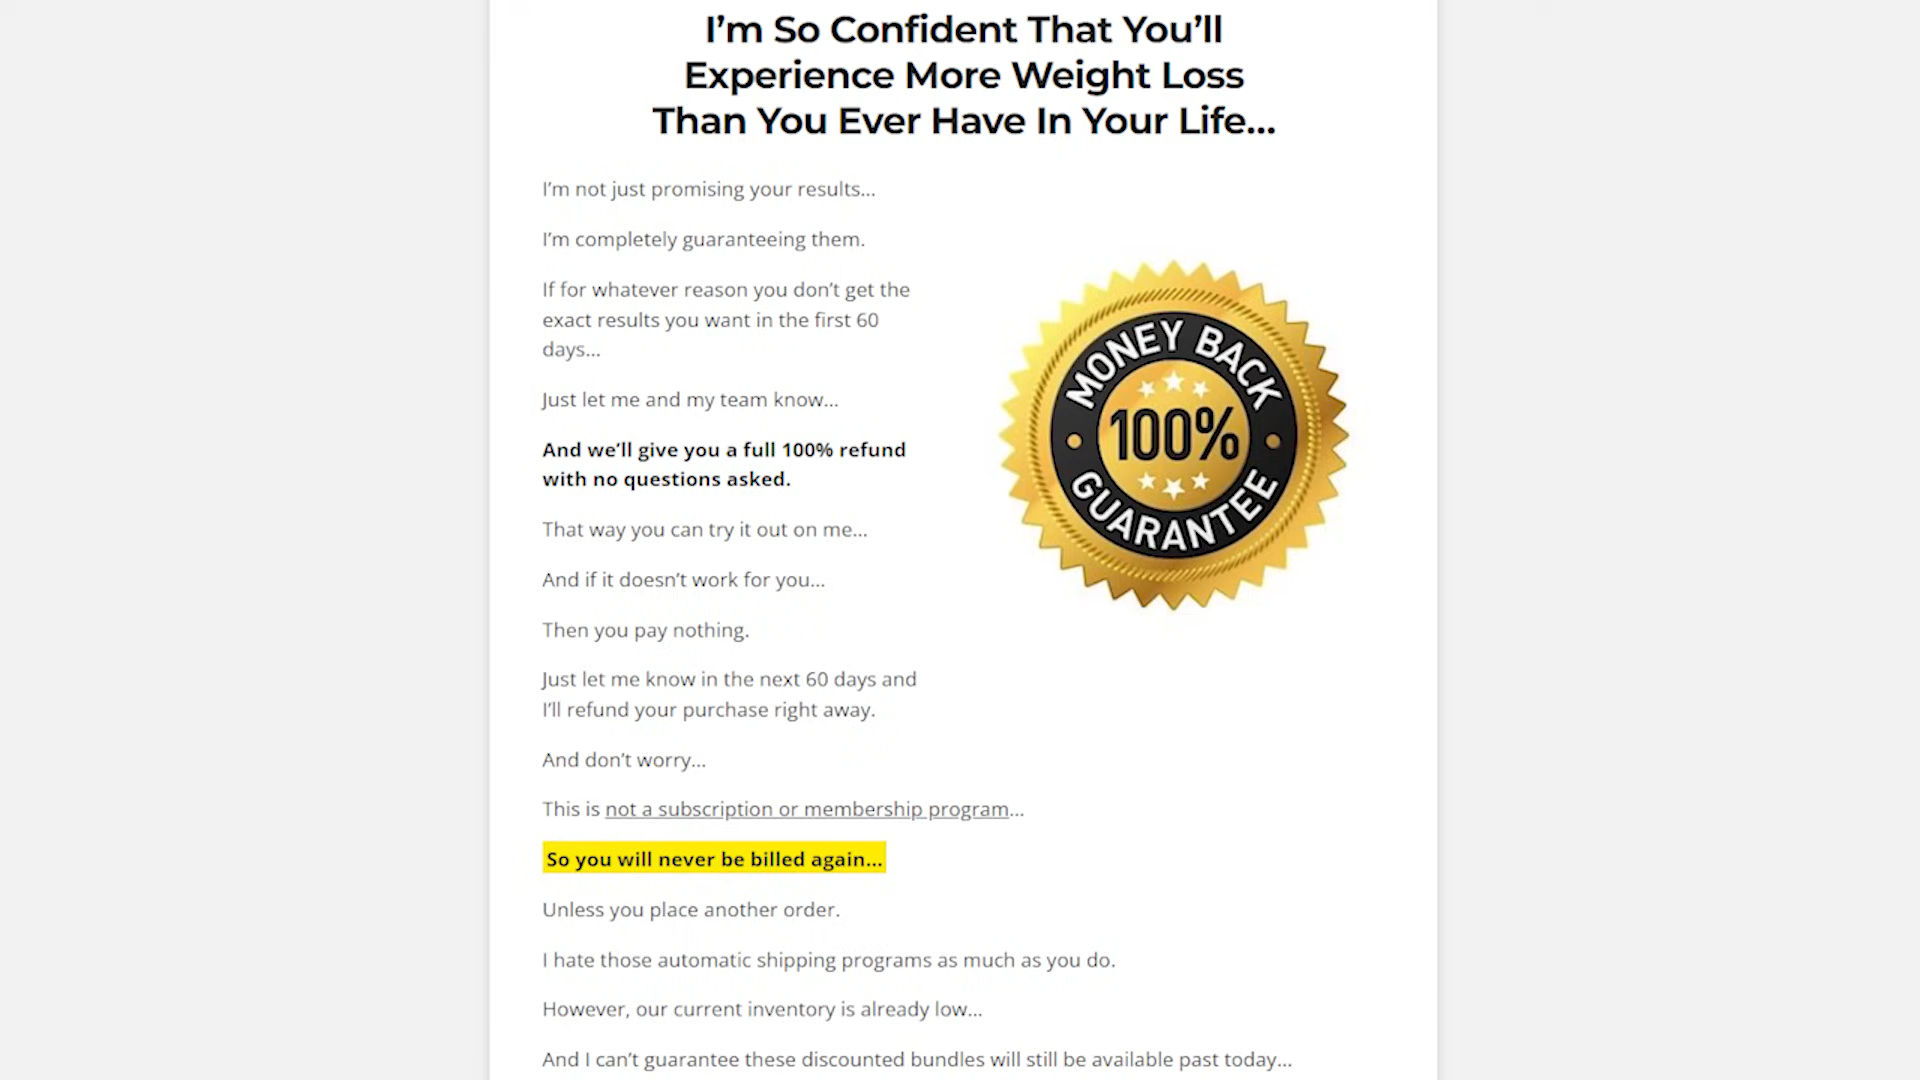 I’m So Confident That You’ll
Experience More Weight Loss
Than You Ever Have In Your Life...
I’m not just promising your results...
I’m completely guaranteeing them.
If for whatever reason you don’t get the
exact results you want in the first 60
days...
Just let me and my team know...
And we’ll give you a full 100% refund
with no questions asked.
That way you can try it out on me...
And if it doesn’t work for you...
Then you pay nothing.
Just let me know in the next 60 days and
I’ll refund your purchase right away.
MONEY BACK
100%
GUARANTEE
And don’t worry...
This is not a subscription or membership program...
So you will never be billed again...
Unless you place another order.
I hate those automatic shipping programs as much as you do.
However, our current inventory is already low...
And I can’t guarantee these discounted bundles will still be available past today...